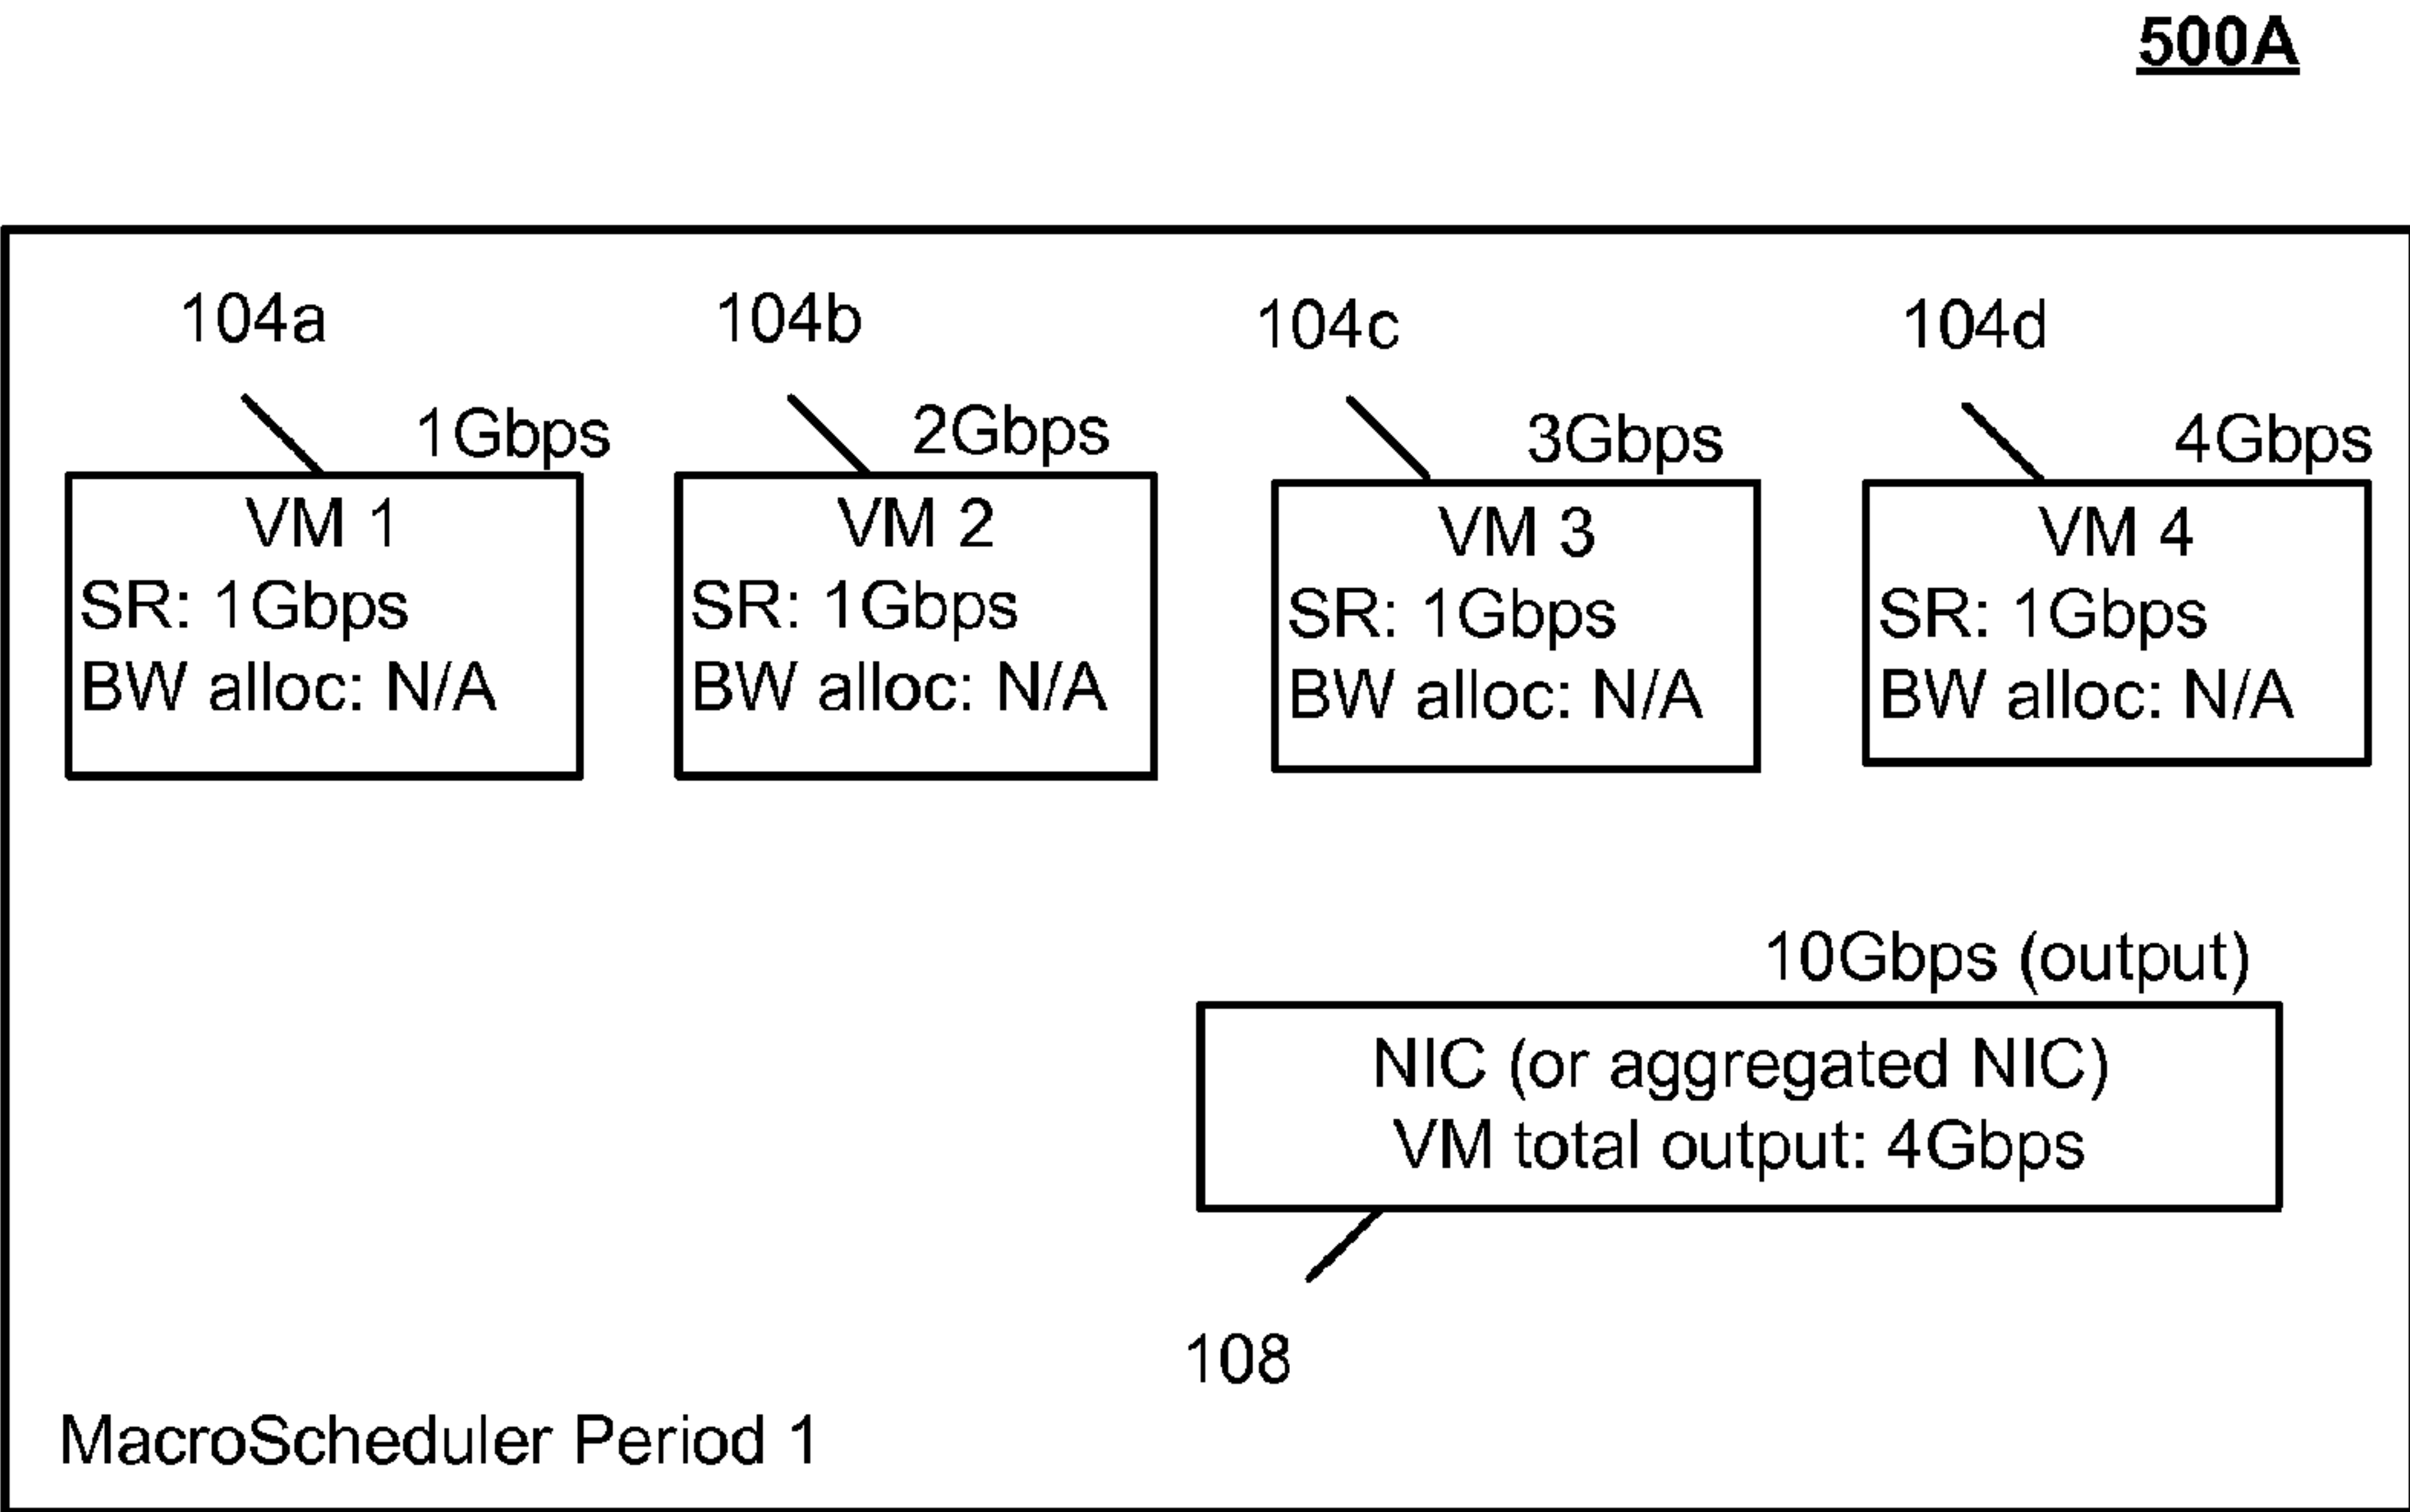 500A
104a
104b
104c
104d
1Gbps
2Gbps
3Gbps
4Gbps
VM 1
SR: 1Gbps
BW alloc: N/A
VM 2
SR: 1Gbps
BW alloc: N/A
VM 3
SR: 1Gbps
BW alloc: N/A
VM 4
SR: 1Gbps
BW alloc: N/A
10Gbps (output)
NIC (or aggregated NIC)
VM total output: 4Gbps
108
MacroScheduler Period 1